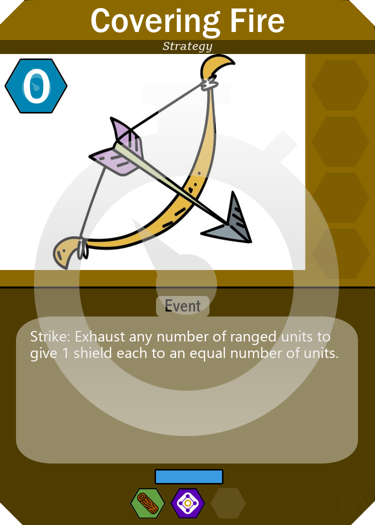 Covering Fire
Strategy
0
Event
Strike: Exhaust any number of ranged units to
give 1 shield each to an equal number of units.